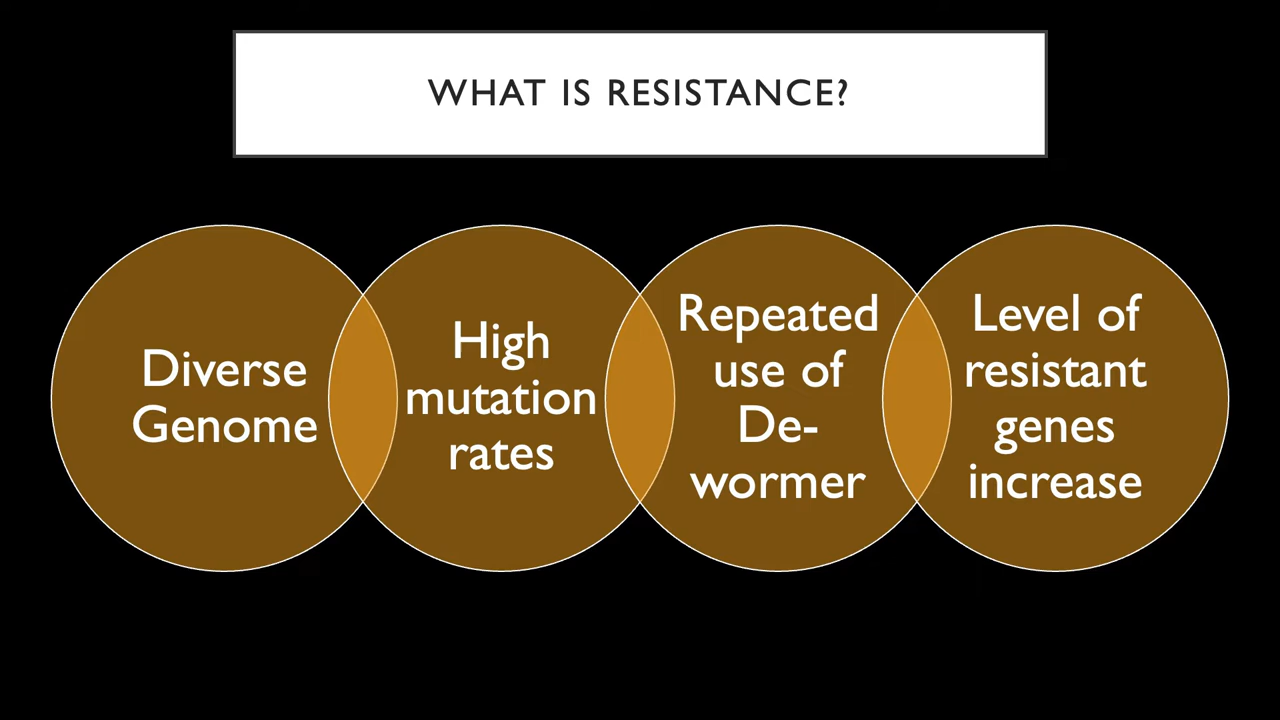 WHAT IS RESISTANCE?
Diverse
Genome
High
mutation
rates
Repeated
use of
De-
wormer
Level of
resistant
genes
increase